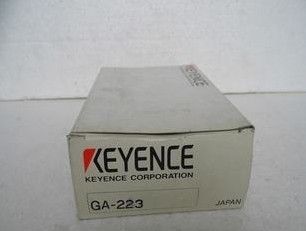 KEYENCE
KEYENCE CORPORATION
GA-223
JAPAN